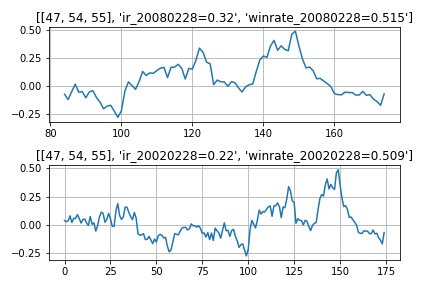 [[47, 54, 55], 'ir_20080228=0.32', 'winrate_20080228=0.515']
0.50
0.25
0.00
−0.25
80 100 120 140 160
[[47, 54, 55], 'ir_20020228=0.22', 'winrate_20020228=0.509']
0.50
0.25
0.00
−0.25
0 25 50 75 100 125 150 175